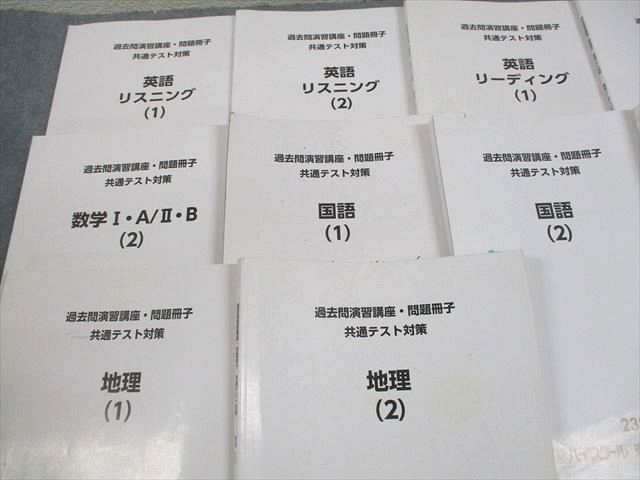 過去問演習講座・問題冊子
共通テスト対策
英語
リスニング
(1)
過去問演習講座・問題冊子
共通テスト対策
英語
リスニング
(2)
過去問演習講座・問題冊子
共通テスト対策
英語
リーディング
(1)
過去問演習講座・問題冊子
共通テスト対策
数学 I・A/II・B
(2)
過去問演習講座・問題冊子
共通テスト対策
国語
(1)
過去問演習講座・問題冊子
共通テスト対策
国語
(2)
過去問演習講座・問題冊子
共通テスト対策
地理
(1)
過去問演習講座・問題冊子
共通テスト対策
地理
(2)
ハイスクール